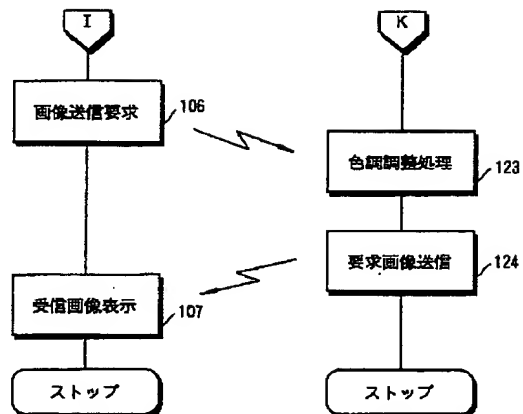 I
K
画像送信要求
106
色調調整処理
123
要求画像送信
124
受信画像表示
107
ストップ
ストップ